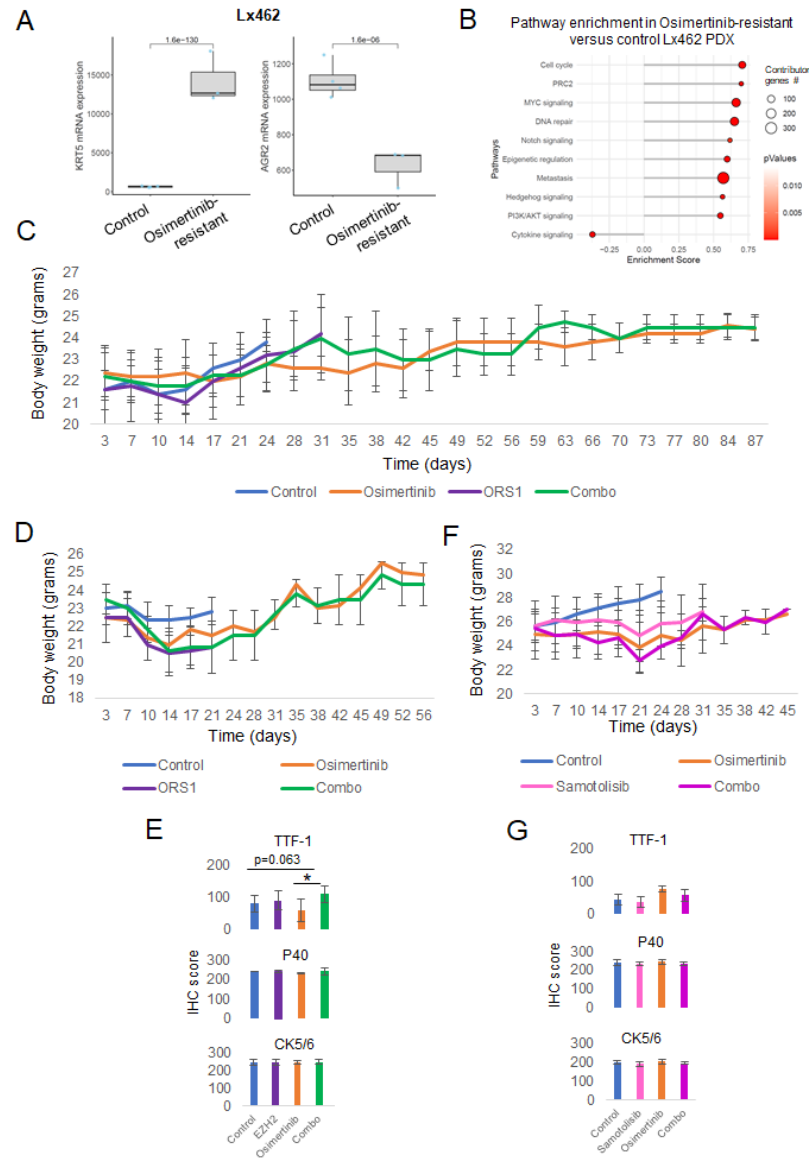 A
Lx462
1.6e−130
KRT5 mRNA expression
15000
10000
5000
0
Control
Osimertinib-
resistant
1.6e−06
AGR2 mRNA expression
1200
1000
800
600
Control
Osimertinib-
resistant
B
Pathway enrichment in Osimertinib-resistant
versus control Lx462 PDX
Pathways
Cell cycle
PRC2
MYC signaling
DNA repair
Notch signaling
Epigenetic regulation
Metastasis
Hedgehog signaling
PI3K/AKT signaling
Cytokine signaling
−0.25 0.00 0.25 0.50 0.75
Enrichment Score
Contributor
genes #
100
200
300
pValues
0.010
0.005
C
Body weight (grams)
27
26
25
24
23
22
21
20
3 7 10 14 17 21 24 28 31 35 38 42 45 49 52 56 59 63 66 70 73 77 80 84 87
Time (days)
Control Osimertinib ORS1 Combo
D
Body weight (grams)
26
25
24
23
22
21
20
19
18
3 7 10 14 17 21 24 28 31 35 38 42 45 49 52 56
Time (days)
Control Osimertinib
ORS1 Combo
F
Body weight (grams)
32
30
28
26
24
22
20
3 7 10 14 17 21 24 28 31 35 38 42 45
Time (days)
Control Osimertinib
Samotolisib Combo
E
TTF-1
p=0.063
*
200
100
0
P40
IHC score
300
200
100
0
CK5/6
300
200
100
0
Control
EZH2
Osimertinib
Combo
G
TTF-1
200
100
0
P40
IHC score
300
200
100
0
CK5/6
300
200
100
0
Control
Samotolisib
Osimertinib
Combo